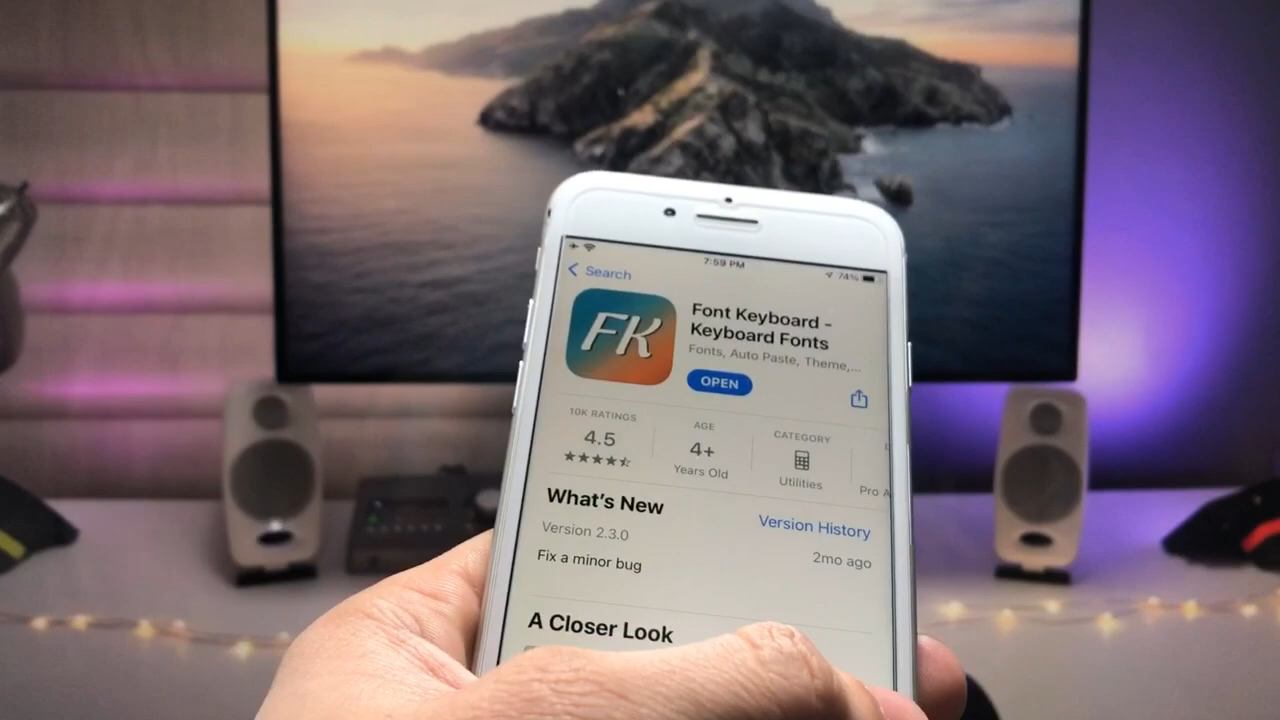 7:59 PM
74%
Search
FK
Font Keyboard -
Keyboard Fonts
Fonts, Auto Paste, Theme,...
OPEN
10K RATINGS
4.5
AGE
4+
Years Old
CATEGORY
Utilities
Pro A
What's New
Version History
Version 2.3.0
2mo ago
Fix a minor bug
A Closer Look